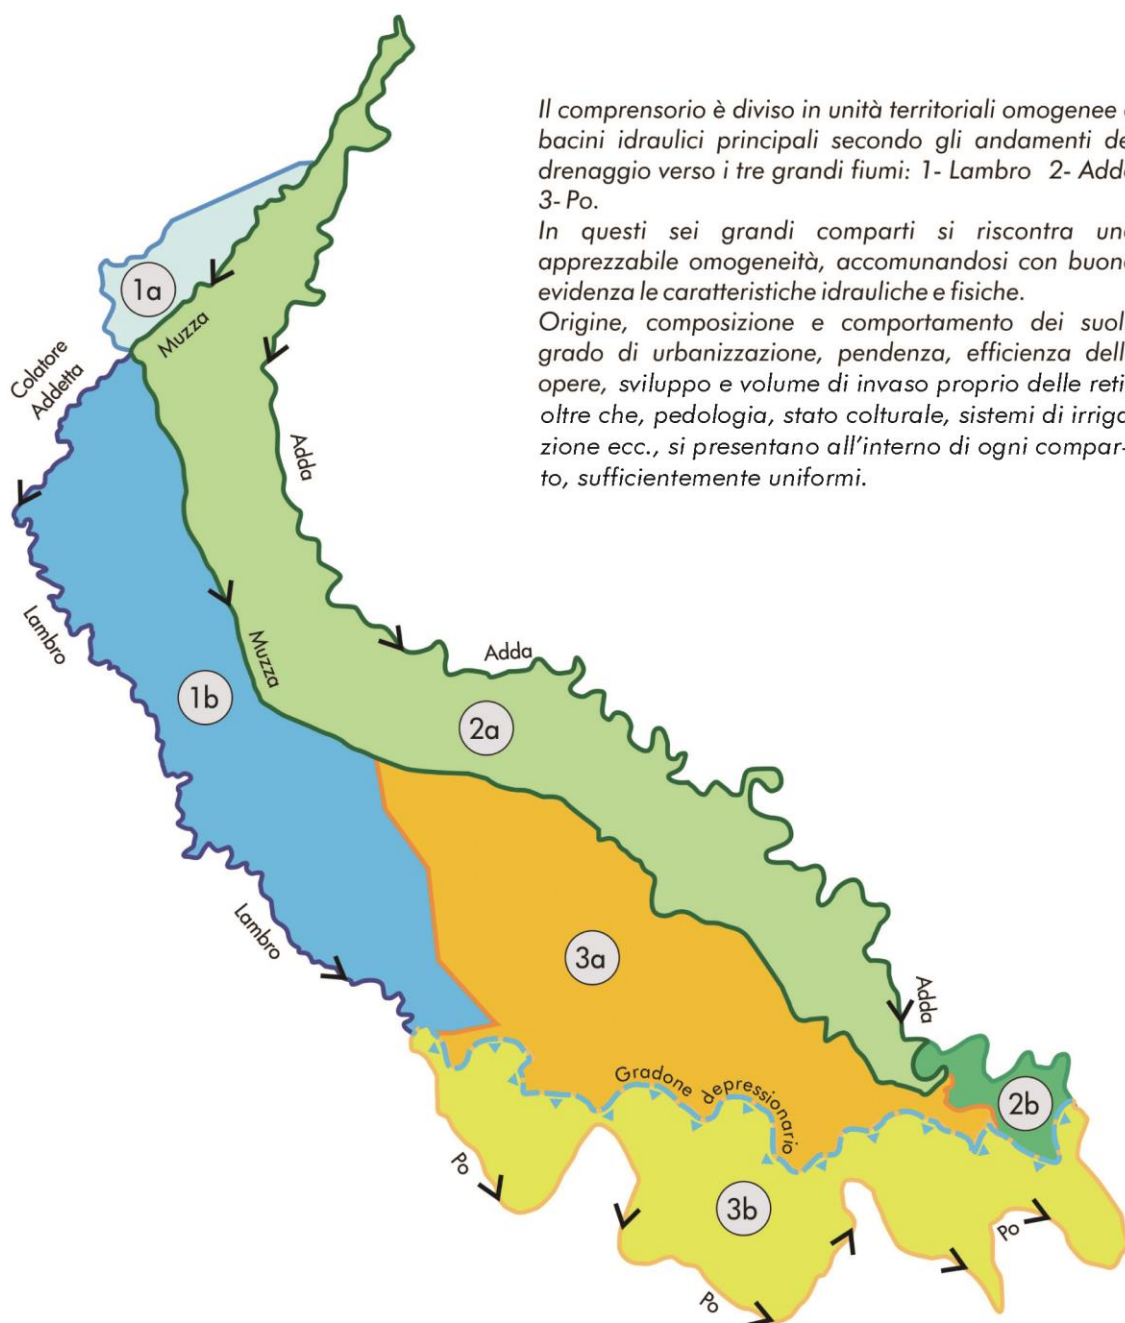 Il comprensorio è diviso in unità territoriali omogenee
bacini idraulici principali secondo gli andamenti de
drenaggio verso i tre grandi fiumi: 1- Lambro 2- Add
3- Po.
In questi sei grandi comparti si riscontra un
apprezzabile omogeneità, accomunandosi con buon
evidenza le caratteristiche idrauliche e fisiche.
Origine, composizione e comportamento dei suol
grado di urbanizzazione, pendenza, efficienza dell
opere, sviluppo e volume di invaso proprio delle reti
oltre che, pedologia, stato colturale, sistemi di irriga
zione ecc., si presentano all'interno di ogni compar-
to, sufficientemente uniformi.
1a
Muzza
Colatore
Addetta
Adda
Lambro
Muzza
1b
Adda
2a
Lambro
3a
Adda
Gradone depressionario
2b
Po
3b
Po
Po